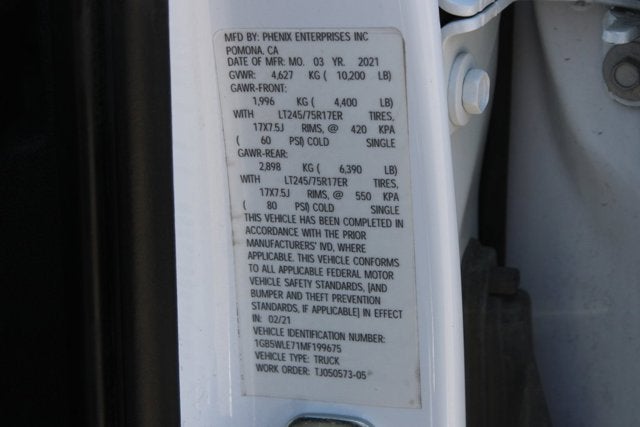 MFD BY: PHENIX ENTERPRISES INC
POMONA, CA
DATE OF MFR: MO. 03 YR. 2021
GVWR: 4,627 KG ( 10,200 LB)
GAWR-FRONT:
1,996 KG ( 4,400 LB)
WITH LT245/75R17ER TIRES,
17X7.5J RIMS, @ 420 KPA
( 60 PSI) COLD SINGLE
GAWR-REAR:
2,898 KG ( 6,390 LB)
WITH LT245/75R17ER TIRES,
17X7.5J RIMS, @ 550 KPA
( 80 PSI) COLD SINGLE
THIS VEHICLE HAS BEEN COMPLETED IN
ACCORDANCE WITH THE PRIOR
MANUFACTURERS' IVD, WHERE
APPLICABLE. THIS VEHICLE CONFORMS
TO ALL APPLICABLE FEDERAL MOTOR
VEHICLE SAFETY STANDARDS, [AND
BUMPER AND THEFT PREVENTION
STANDARDS, IF APPLICABLE] IN EFFECT
IN: 02/21
VEHICLE IDENTIFICATION NUMBER:
1GB5WLE71MF199675
VEHICLE TYPE: TRUCK
WORK ORDER: TJ050573-05